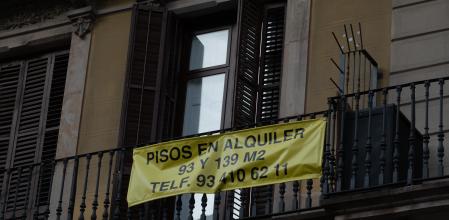 PISOS EN ALQUILER
93 Y 139 M2
TELF. 93 410 62 11